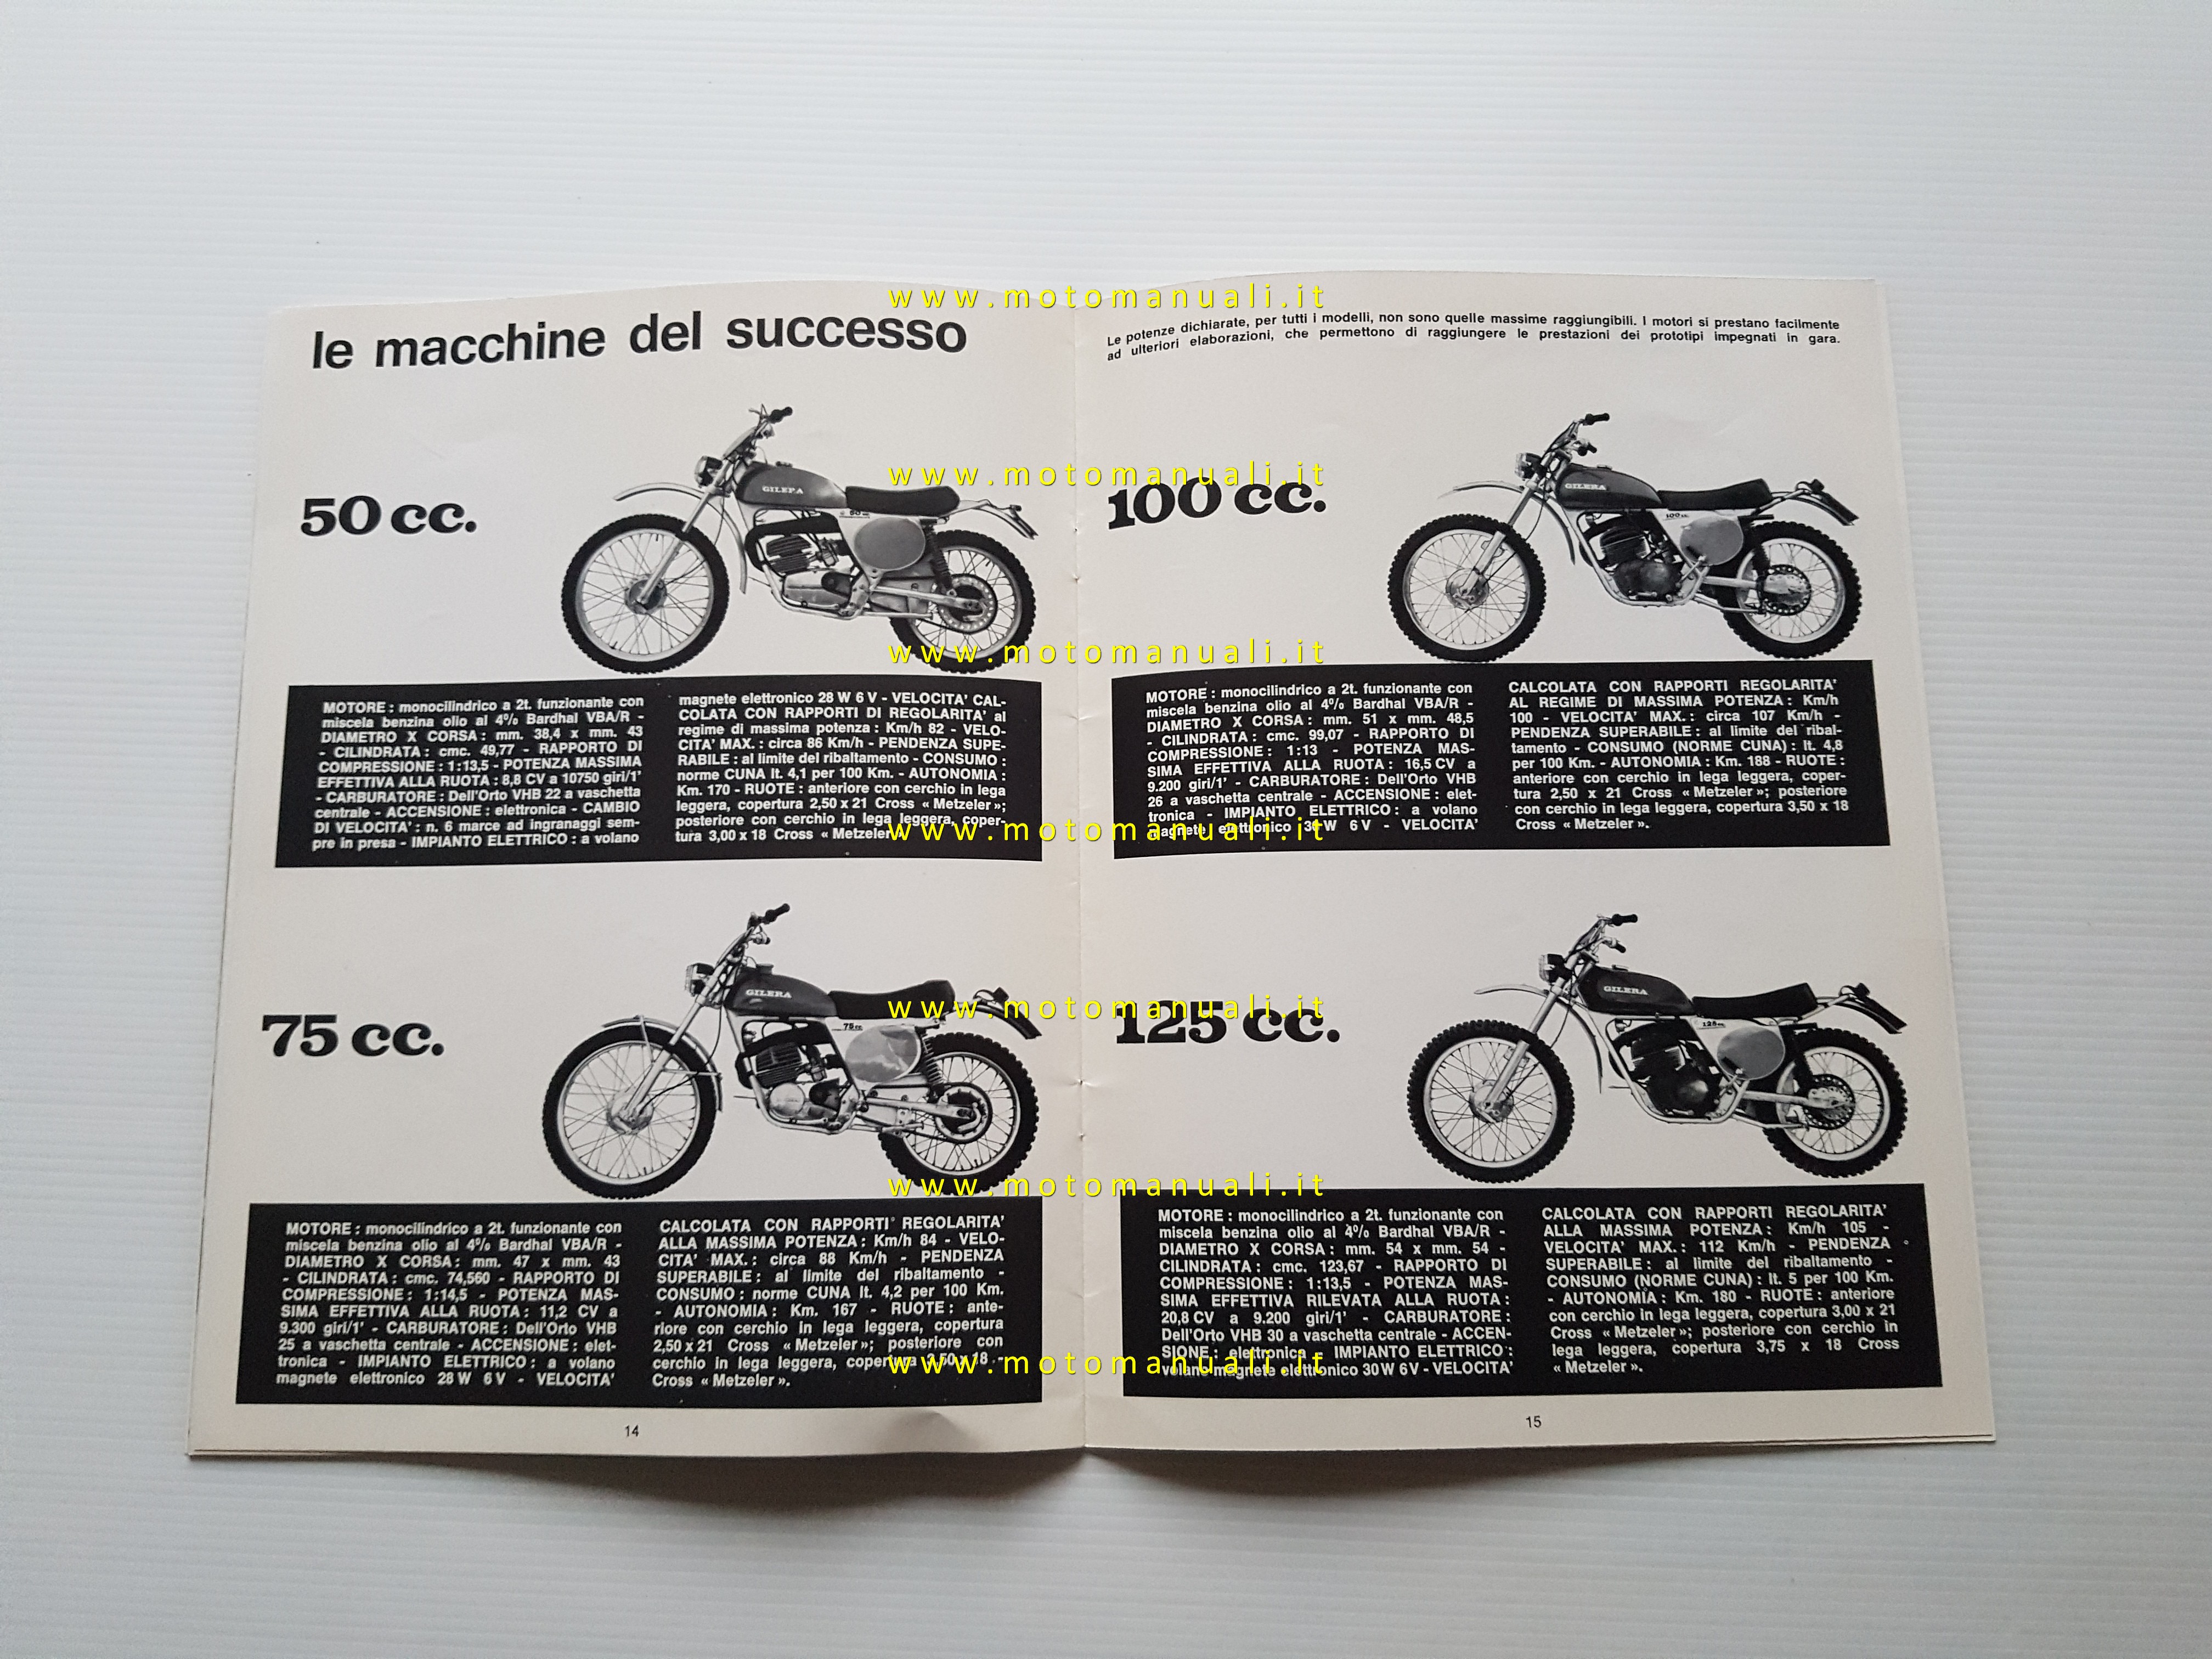 le macchine del successo
50 cc.
GILERA
50 cc.
MOTORE : monocilindrico a 2t. funzionante con
miscela benzina olio al 4% Bardhal VBA/R -
DIAMETRO X CORSA : mm. 38,4 x mm. 43
- CILINDRATA : cmc. 49,77 - RAPPORTO DI
COMPRESSIONE : 1:13,5 - POTENZA MASSIMA
EFFETTIVA ALLA RUOTA : 8,8 CV a 10750 giri/1'
- CARBURATORE : Dell'Orto VHB 22 a vaschetta
centrale - ACCENSIONE : elettronica - CAMBIO
DI VELOCITA' : n. 6 marce ad ingranaggi sem-
pre in presa - IMPIANTO ELETTRICO : a volano
magnete elettronico 28 W 6 V - VELOCITA' CAL-
COLATA CON RAPPORTI DI REGOLARITA' al
regime di massima potenza : Km/h 82 - VELO-
CITA' MAX. : circa 86 Km/h - PENDENZA SUPE-
RABILE : al limite del ribaltamento - CONSUMO :
norme CUNA lt. 4,1 per 100 Km. - AUTONOMIA :
Km. 170 - RUOTE : anteriore con cerchio in lega
leggera, copertura 2,50 x 21 Cross « Metzeler »;
posteriore con cerchio in lega leggera, coper-
tura 3,00 x 18 Cross « Metzeler ».
75 cc.
GILERA
75 cc.
MOTORE : monocilindrico a 2t. funzionante con
miscela benzina olio al 4% Bardhal VBA/R -
DIAMETRO X CORSA : mm. 47 x mm. 43
- CILINDRATA : cmc. 74,560 - RAPPORTO DI
COMPRESSIONE : 1:14,5 - POTENZA MAS-
SIMA EFFETTIVA ALLA RUOTA : 11,2 CV a
9.300 giri/1' - CARBURATORE : Dell'Orto VHB
25 a vaschetta centrale - ACCENSIONE : elet-
tronica - IMPIANTO ELETTRICO : a volano
magnete elettronico 28 W 6 V - VELOCITA'
CALCOLATA CON RAPPORTI REGOLARITA'
ALLA MASSIMA POTENZA : Km/h 84 - VELO-
CITA' MAX. : circa 88 Km/h - PENDENZA
SUPERABILE : al limite del ribaltamento -
CONSUMO : norme CUNA lt. 4,2 per 100 Km.
- AUTONOMIA : Km. 167 - RUOTE : ante-
riore con cerchio in lega leggera, copertura
2,50 x 21 Cross « Metzeler »; posteriore con
cerchio in lega leggera, copertura 3,50 x 18 -
Cross « Metzeler ».
14
Le potenze dichiarate, per tutti i modelli, non sono quelle massime raggiungibili. I motori si prestano facilmente
ad ulteriori elaborazioni, che permettono di raggiungere le prestazioni dei prototipi impegnati in gara.
100 cc.
GILERA
100 cc.
MOTORE : monocilindrico a 2t. funzionante con
miscela benzina olio al 4% Bardhal VBA/R -
DIAMETRO X CORSA : mm. 51 x mm. 48,5
- CILINDRATA : cmc. 99,07 - RAPPORTO DI
COMPRESSIONE : 1:13 - POTENZA MAS-
SIMA EFFETTIVA ALLA RUOTA : 16,5 CV a
9.200 giri/1' - CARBURATORE : Dell'Orto VHB
26 a vaschetta centrale - ACCENSIONE : elet-
tronica - IMPIANTO ELETTRICO : a volano
magnete elettronico 30 W 6 V - VELOCITA'
CALCOLATA CON RAPPORTI REGOLARITA'
AL REGIME DI MASSIMA POTENZA : Km/h
100 - VELOCITA' MAX. : circa 107 Km/h -
PENDENZA SUPERABILE : al limite del ribal-
tamento - CONSUMO (NORME CUNA) : lt. 4,8
per 100 Km. - AUTONOMIA : Km. 188 - RUOTE :
anteriore con cerchio in lega leggera, coper-
tura 2,50 x 21 Cross « Metzeler »; posteriore
con cerchio in lega leggera, copertura 3,50 x 18
Cross « Metzeler ».
125 cc.
GILERA
125 cc.
MOTORE : monocilindrico a 2t. funzionante con
miscela benzina olio al 4% Bardhal VBA/R -
DIAMETRO X CORSA : mm. 54 x mm. 54 -
CILINDRATA : cmc. 123,67 - RAPPORTO DI
COMPRESSIONE : 1:13,5 - POTENZA MAS-
SIMA EFFETTIVA RILEVATA ALLA RUOTA :
20,8 CV a 9.200 giri/1' - CARBURATORE :
Dell'Orto VHB 30 a vaschetta centrale - ACCEN-
SIONE : elettronica - IMPIANTO ELETTRICO :
volano magnete elettronico 30 W 6 V - VELOCITA'
CALCOLATA CON RAPPORTI REGOLARITA'
ALLA MASSIMA POTENZA : Km/h 105 -
VELOCITA' MAX. : 112 Km/h - PENDENZA
SUPERABILE : al limite del ribaltamento -
CONSUMO (NORME CUNA) : lt. 5 per 100 Km.
- AUTONOMIA : Km. 180 - RUOTE : anteriore
con cerchio in lega leggera, copertura 3,00 x 21
Cross « Metzeler »; posteriore con cerchio in
lega leggera, copertura 3,75 x 18 Cross
« Metzeler ».
15
www.motomanuali.it
www.motomanuali.it
www.motomanuali.it
www.motomanuali.it
www.motomanuali.it
www.motomanuali.it
www.motomanuali.it